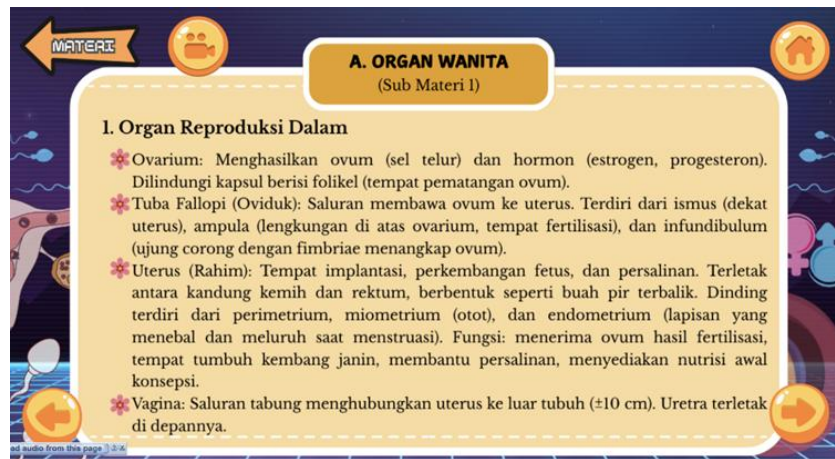 MATERI
A. ORGAN WANITA
(Sub Materi 1)
1. Organ Reproduksi Dalam
Ovarium: Menghasilkan ovum (sel telur) dan hormon (estrogen, progesteron).
Dilindungi kapsul berisi folikel (tempat pematangan ovum).
Tuba Fallopi (Oviduk): Saluran membawa ovum ke uterus. Terdiri dari ismus (dekat
uterus), ampula (lengkungan di atas ovarium, tempat fertilisasi), dan infundibulum
(ujung corong dengan fimbriae menangkap ovum).
Uterus (Rahim): Tempat implantasi, perkembangan fetus, dan persalinan. Terletak
antara kandung kemih dan rektum, berbentuk seperti buah pir terbalik. Dinding
terdiri dari perimetrium, miometrium (otot), dan endometrium (lapisan yang
menebal dan meluruh saat menstruasi). Fungsi: menerima ovum hasil fertilisasi,
tempat tumbuh kembang janin, membantu persalinan, menyediakan nutrisi awal
konsepsi.
Vagina: Saluran tabung menghubungkan uterus ke luar tubuh (±10 cm). Uretra terletak
di depannya.
ad audio from this page